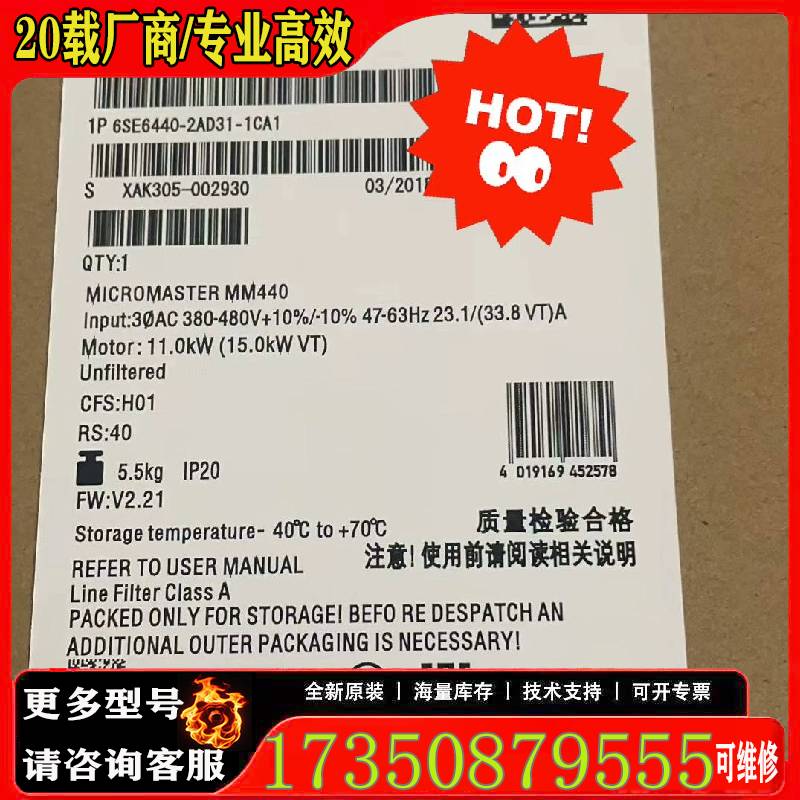 20载厂商/专业高效
HOT!
1P 6SE6440-2AD31-1CA1
S XAK305-002930 03/2015
QTY:1
MICROMASTER MM440
Input:3ØAC 380-480V+10%/-10% 47-63Hz 23.1/(33.8 VT)A
Motor: 11.0kW (15.0kW VT)
Unfiltered
CFS:H01
RS:40
5.5kg IP20
4 019169 452578
FW:V2.21
质量检验合格
Storage temperature- 40℃ to +70℃
注意!使用前请阅读相关说明
REFER TO USER MANUAL
Line Filter Class A
PACKED ONLY FOR STORAGE! BEFO RE DESPATCH AN
ADDITIONAL OUTER PACKAGING IS NECESSARY!
更多型号
请咨询客服
全新原装 | 海量库存 | 技术支持 | 可开专票
17350879555
可维修